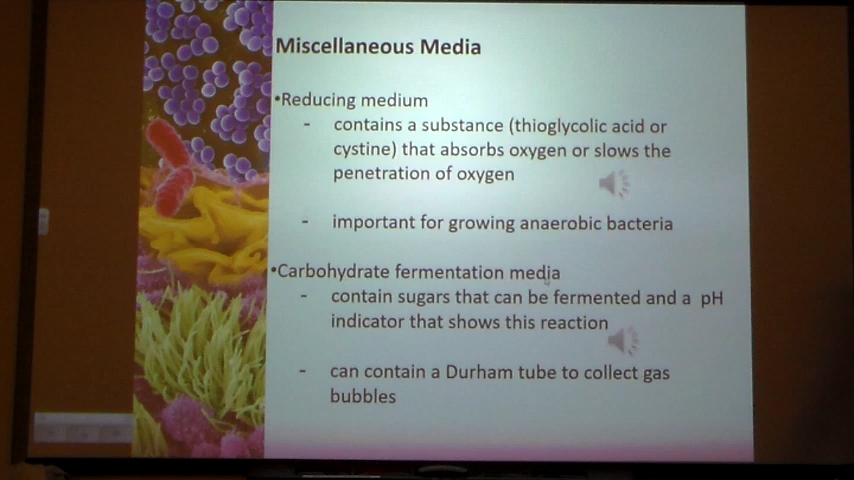 Miscellaneous Media
•Reducing medium
- contains a substance (thioglycolic acid or
cystine) that absorbs oxygen or slows the
penetration of oxygen
- important for growing anaerobic bacteria
•Carbohydrate fermentation media
- contain sugars that can be fermented and a pH
indicator that shows this reaction
- can contain a Durham tube to collect gas
bubbles